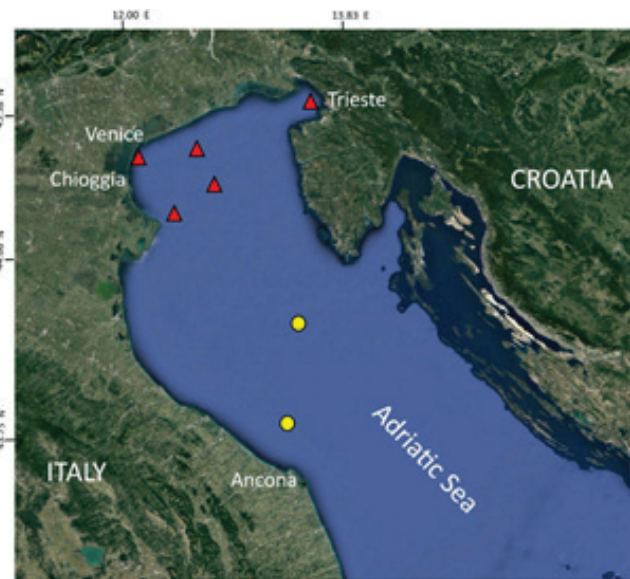 12,00 E
13,83 E
Trieste
Venice
Chioggia
CROATIA
Adriatic Sea
ITALY
Ancona